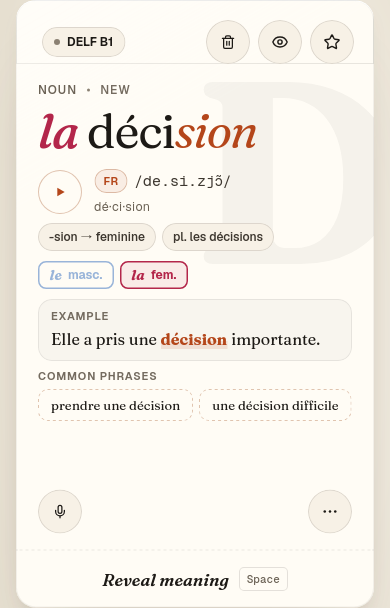 DELF B1
NOUN • NEW
la décision
FR /de.si.zjɔ̃/
dé·ci·sion
-sion → feminine pl. les décisions
le masc. la fem.
EXAMPLE
Elle a pris une décision importante.
COMMON PHRASES
prendre une décision une décision difficile
Reveal meaning Space